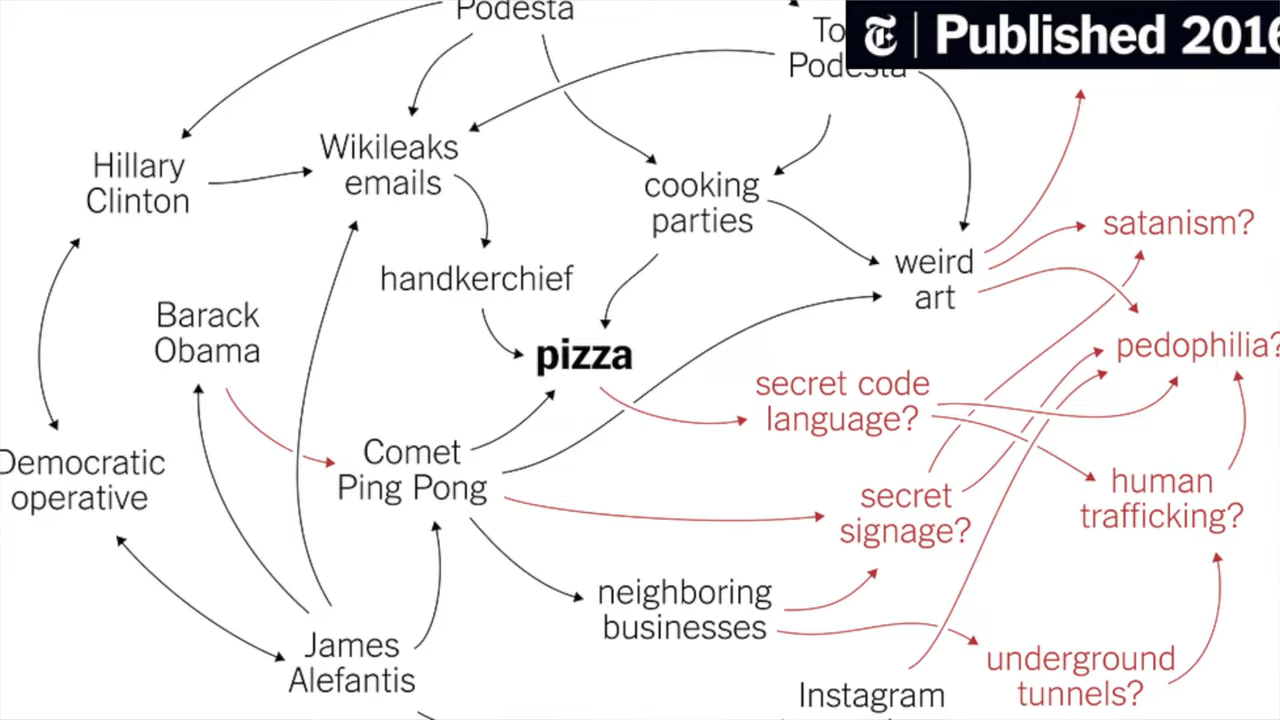 Podesta
To
Podesta
Published 2016
Hillary
Clinton
Wikileaks
emails
cooking
parties
satanism?
weird
art
handkerchief
Barack
Obama
pizza
pedophilia?
secret code
language?
Comet
Ping Pong
Democratic
operative
human
trafficking?
secret
signage?
neighboring
businesses
James
Alefantis
underground
tunnels?
Instagram